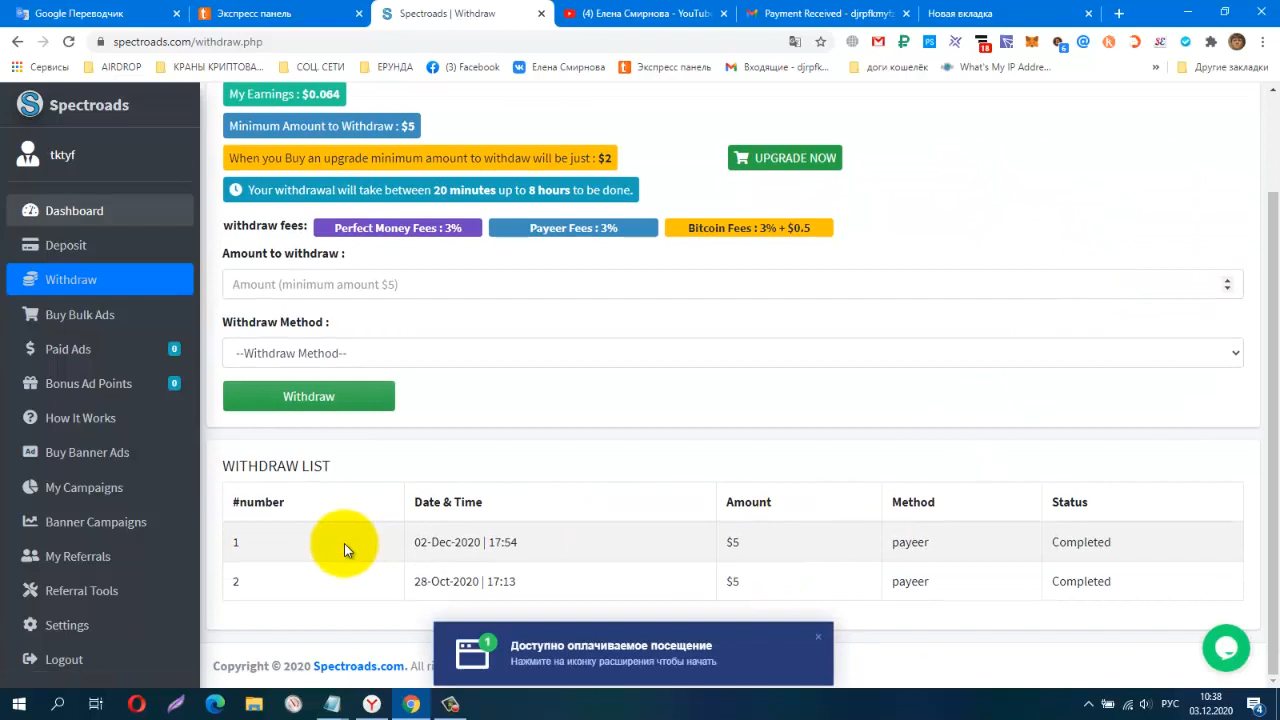 Google Переводчик
Экспресс панель
Spectroads | Withdraw
(4) Елена Смирнова - YouTube
Payment Received - djrpfkmyf
Новая вкладка
spectroads.com/withdraw.php
18
6
Сервисы
AIRDROP
КРАНЫ КРИПТОВА...
СОЦ. СЕТИ
ЕРУНДА
(3) Facebook
Елена Смирнова
Экспресс панель
Входящие - djrpfk...
доги кошелёк
What's My IP Addre...
»
Другие закладки
Spectroads
tktyf
Dashboard
Deposit
Withdraw
Buy Bulk Ads
Paid Ads 0
Bonus Ad Points 0
How It Works
Buy Banner Ads
My Campaigns
Banner Campaigns
My Referrals
Referral Tools
Settings
Logout
My Earnings : $0.064
Minimum Amount to Withdraw : $5
When you Buy an upgrade minimum amount to withdaw will be just : $2
UPGRADE NOW
Your withdrawal will take between 20 minutes up to 8 hours to be done.
withdraw fees: Perfect Money Fees : 3% Payeer Fees : 3% Bitcoin Fees : 3% + $0.5
Amount to withdraw :
Amount (minimum amount $5)
Withdraw Method :
--Withdraw Method--
Withdraw
WITHDRAW LIST
#number Date & Time Amount Method Status
1 02-Dec-2020 | 17:54 $5 payeer Completed
2 28-Oct-2020 | 17:13 $5 payeer Completed
1
Доступно оплачиваемое посещение
Нажмите на иконку расширения чтобы начать
Copyright © 2020 Spectroads.com. All ri
РУС
10:38
03.12.2020
4